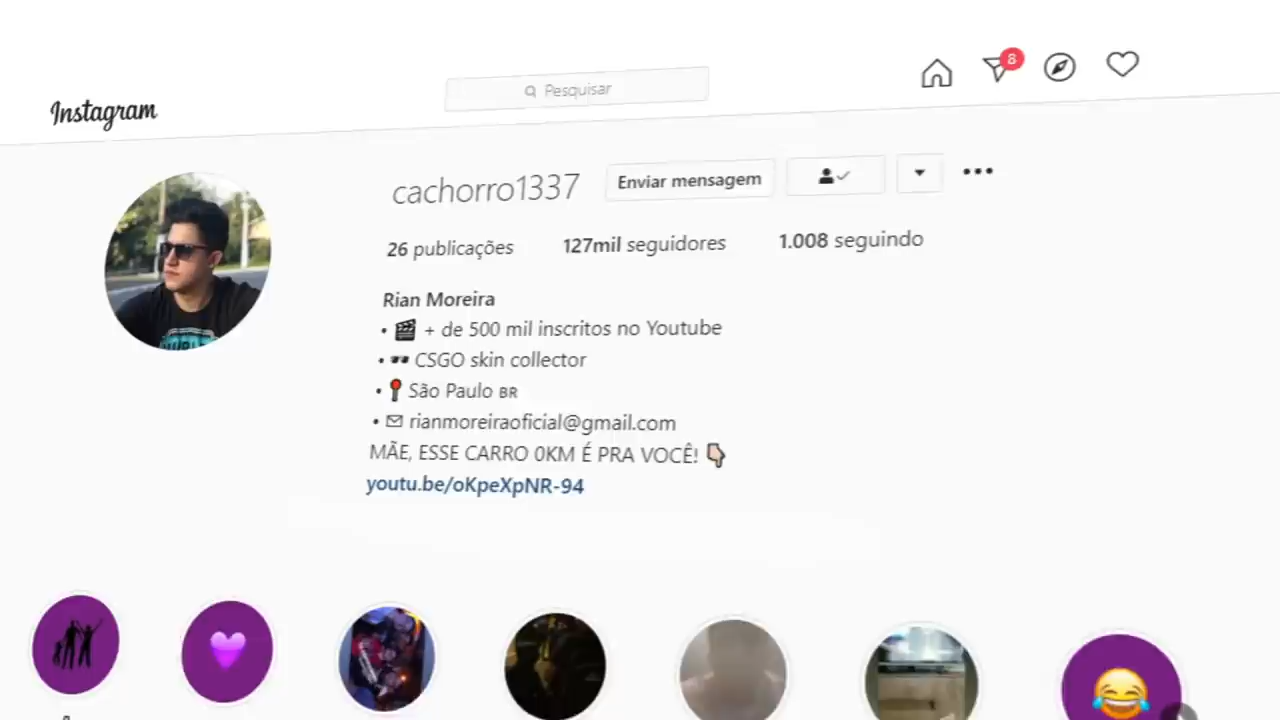 Instagram
Pesquisar
8
cachorro1337
Enviar mensagem
26 publicações 127mil seguidores 1.008 seguindo
Rian Moreira
• + de 500 mil inscritos no Youtube
• CSGO skin collector
• São Paulo BR
• rianmoreiraoficial@gmail.com
MÃE, ESSE CARRO 0KM É PRA VOCÊ!
youtu.be/oKpeXpNR-94